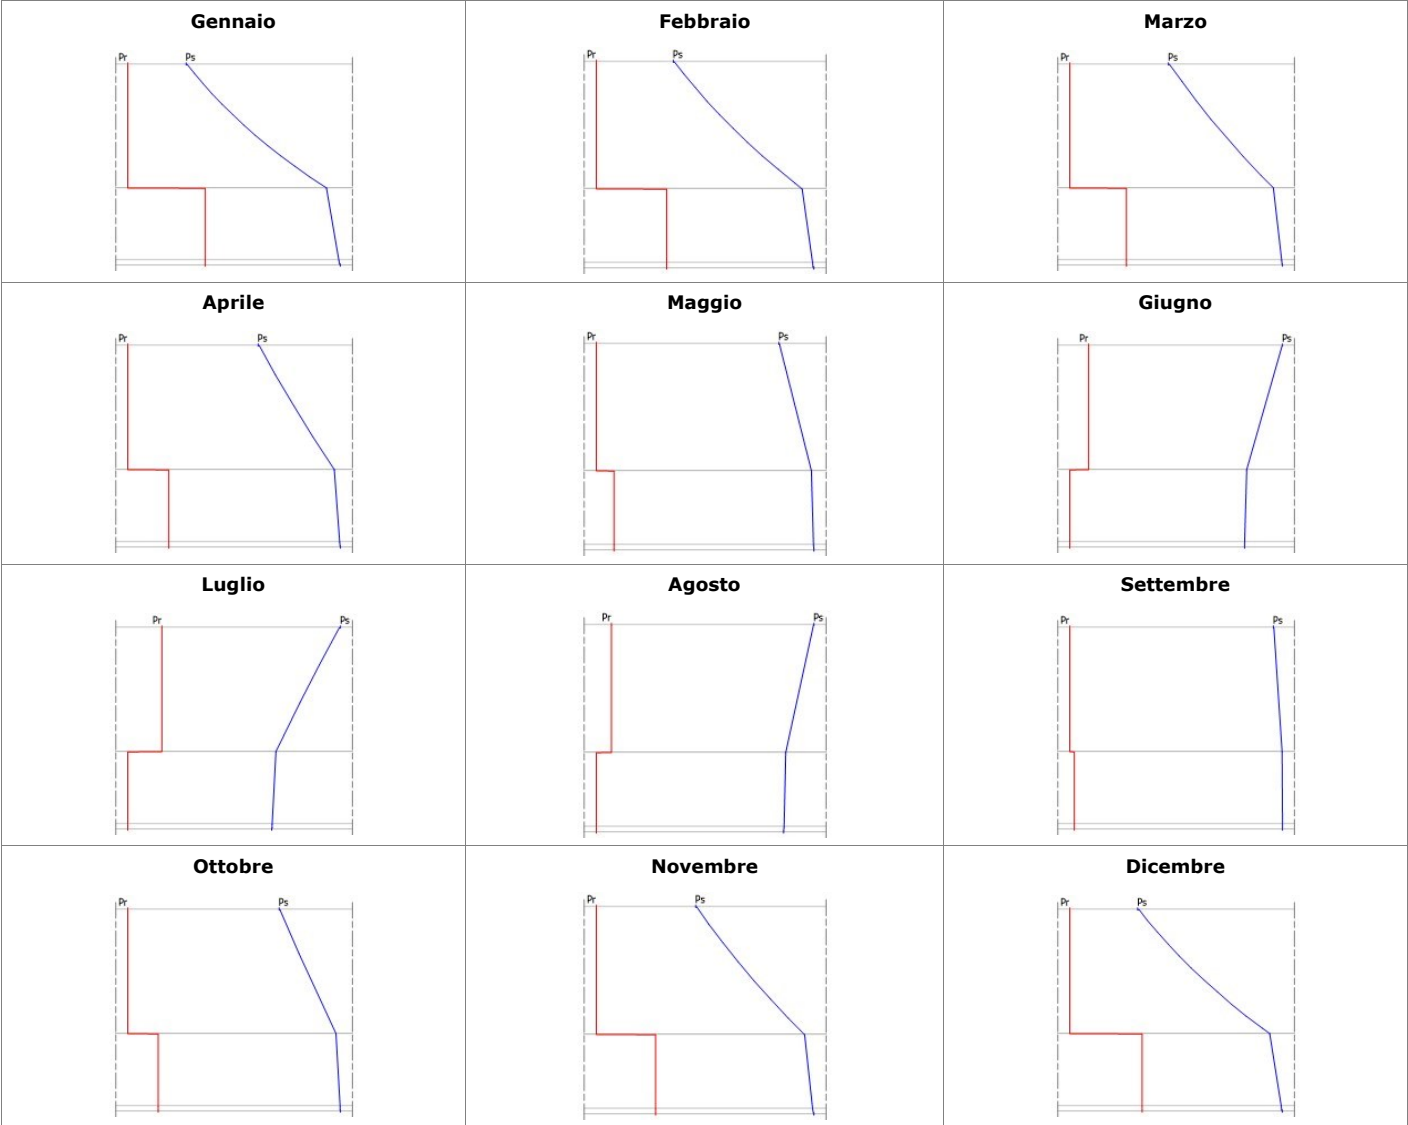 Gennaio Febbraio Marzo
Pr Ps Pr Ps Pr Ps
Aprile Maggio Giugno
Pr Ps Pr Ps Pr Ps
Luglio Agosto Settembre
Pr Ps Pr Ps Pr Ps
Ottobre Novembre Dicembre
Pr Ps Pr Ps Pr Ps